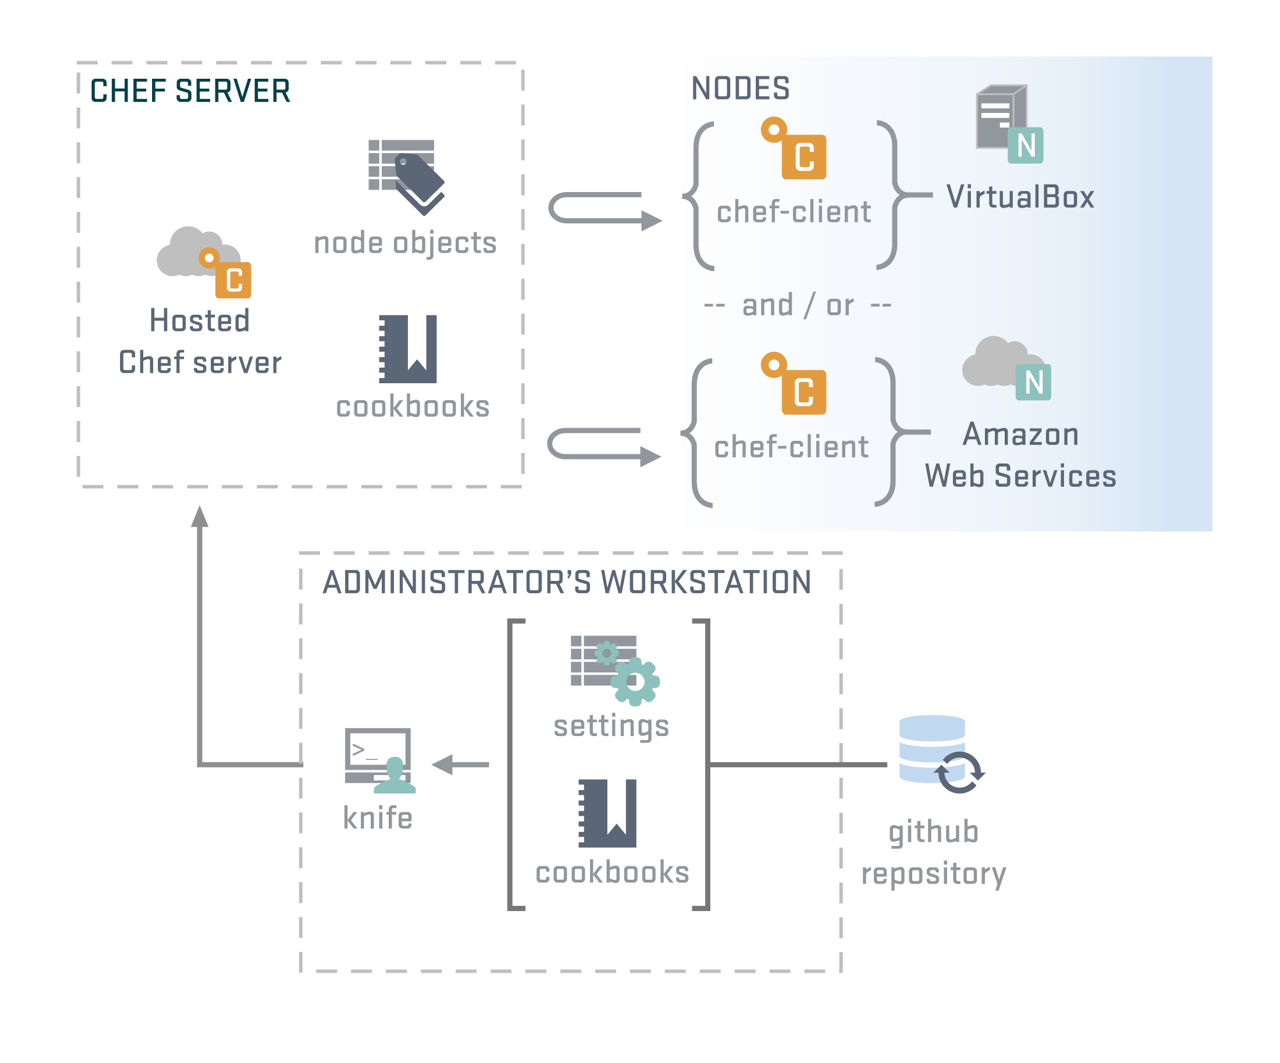 CHEF SERVER
node objects
C
Hosted
Chef server
cookbooks
NODES
C
chef-client
N
VirtualBox
-- and / or --
C
chef-client
N
Amazon
Web Services
ADMINISTRATOR’S WORKSTATION
settings
>_
knife
cookbooks
github
repository